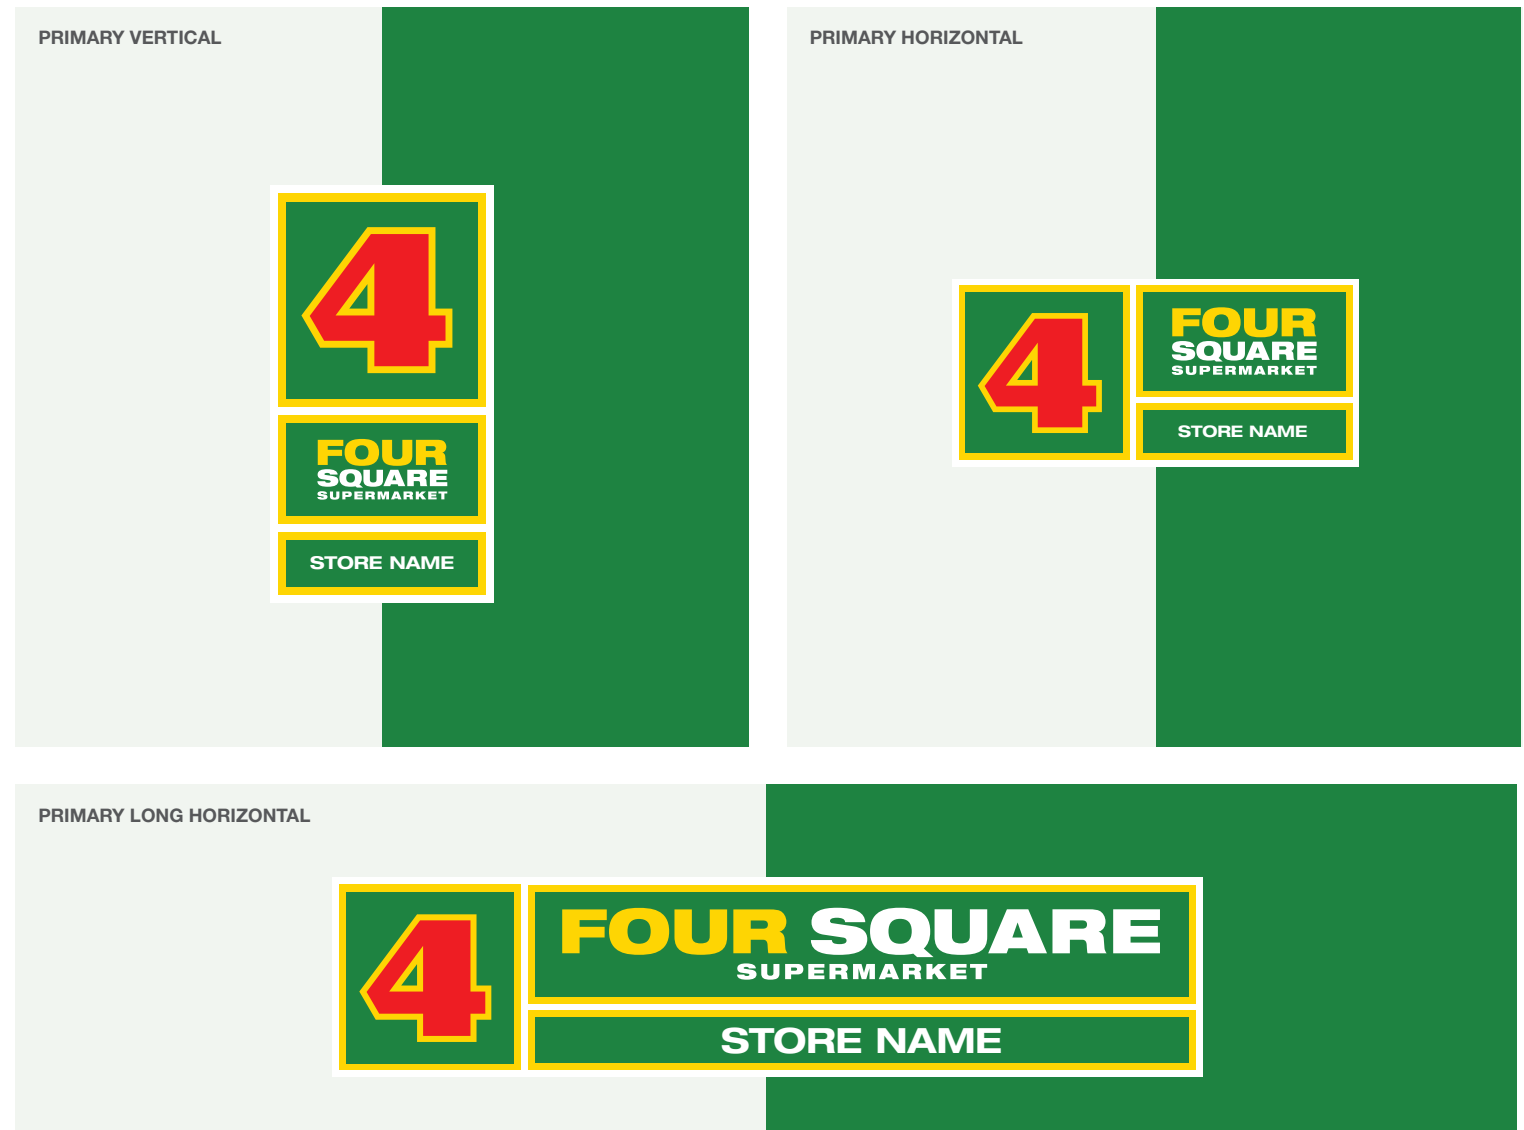 PRIMARY VERTICAL
4
FOUR
SQUARE
SUPERMARKET
STORE NAME
PRIMARY HORIZONTAL
4
FOUR
SQUARE
SUPERMARKET
STORE NAME
PRIMARY LONG HORIZONTAL
4
FOUR SQUARE
SUPERMARKET
STORE NAME